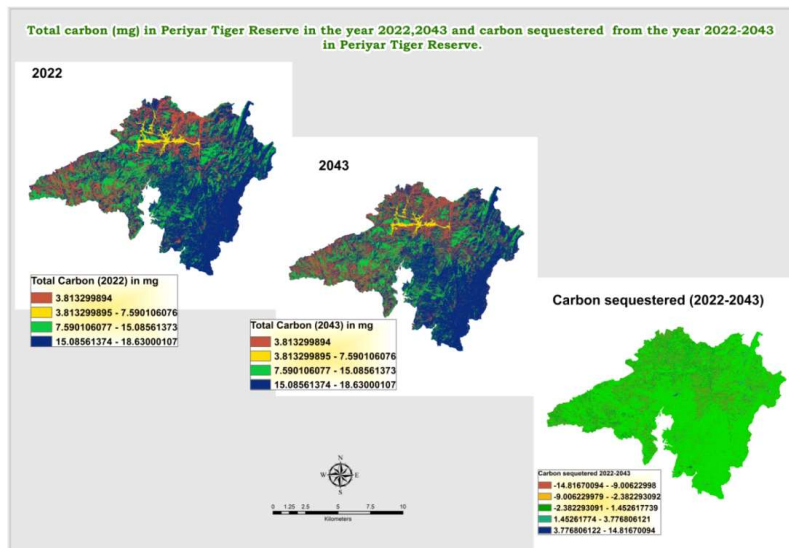 Total carbon (mg) in Periyar Tiger Reserve in the year 2022,2043 and carbon sequestered from the year 2022-2043
in Periyar Tiger Reserve.
2022
Total Carbon (2022) in mg
3.813299894
3.813299895 - 7.590106076
7.590106077 - 15.08561373
15.08561374 - 18.63000107
2043
Total Carbon (2043) in mg
3.813299894
3.813299895 - 7.590106076
7.590106077 - 15.08561373
15.08561374 - 18.63000107
Carbon sequestered (2022-2043)
Carbon sequestered 2022-2043
-14.81670094 - -9.00622998
-9.006229979 - -2.382293092
-2.382293091 - 1.452617739
1.45261774 - 3.776806121
3.776806122 - 14.81670094
N
W E
S
0 1.25 2.5 5 7.5 10
Kilometers